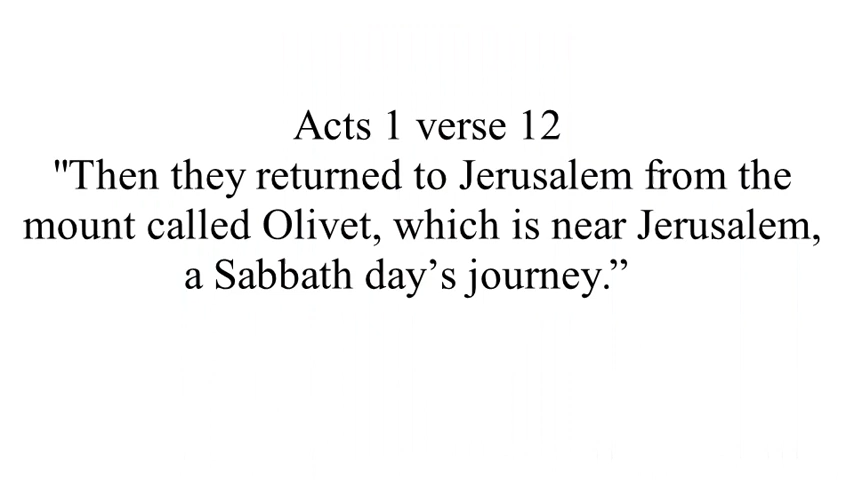 Acts 1 verse 12
"Then they returned to Jerusalem from the
mount called Olivet, which is near Jerusalem,
a Sabbath day’s journey.”